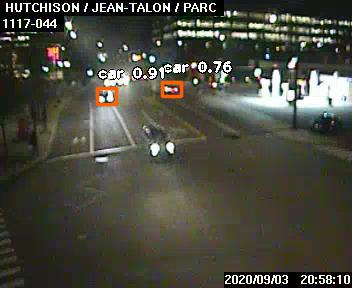 HUTCHISON / JEAN-TALON / PARC
1117-044
car 0.91
car 0.76
2020/09/03 20:58:10